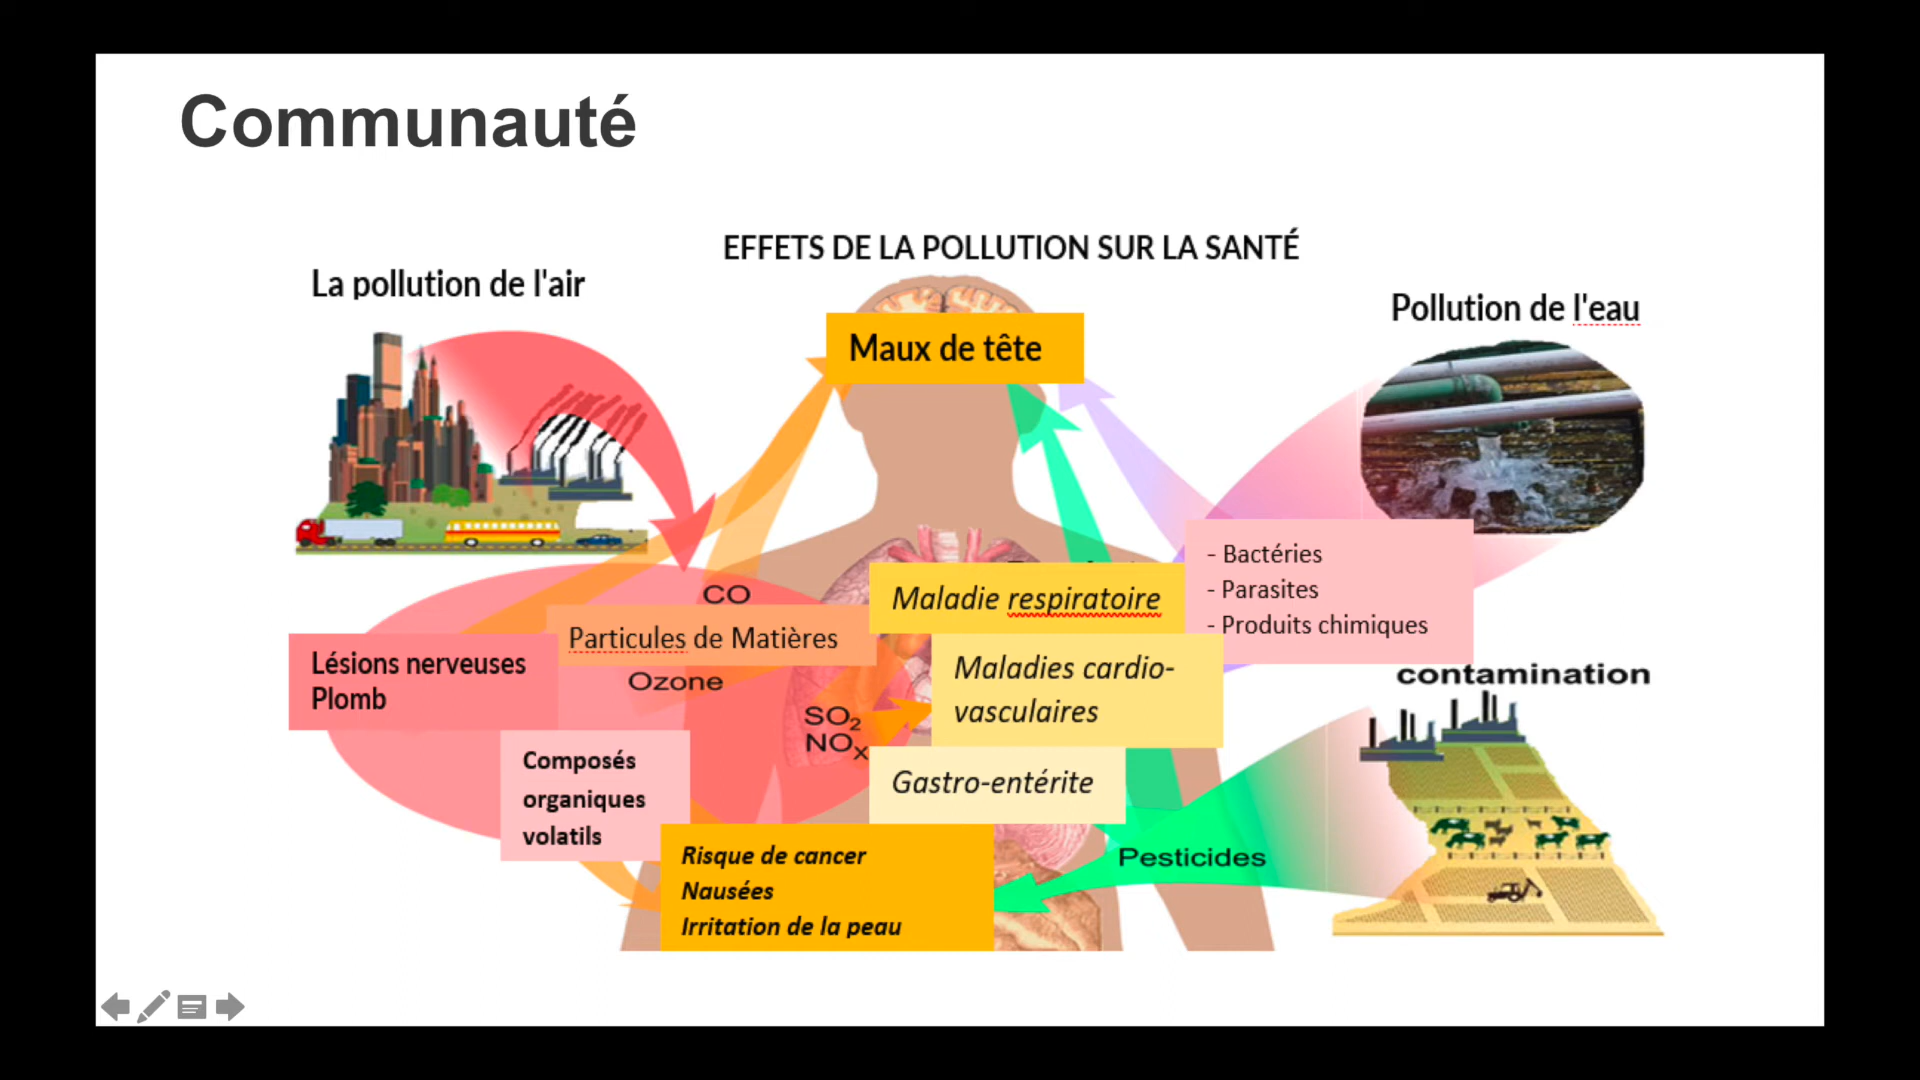 Communauté
EFFETS DE LA POLLUTION SUR LA SANTÉ
La pollution de l'air
Pollution de l'eau
Maux de tête
- Bactéries
- Parasites
- Produits chimiques
CO
Maladie respiratoire
Particules de Matières
Lésions nerveuses
Plomb
Ozone
Maladies cardio-
vasculaires
contamination
SO₂
NOₓ
Composés
organiques
volatils
Gastro-entérite
Pesticides
Risque de cancer
Nausées
Irritation de la peau